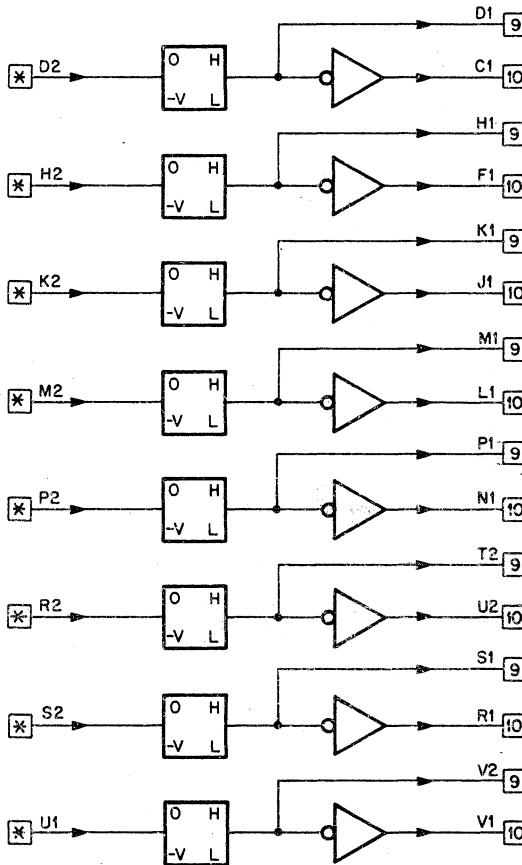 D1 9
* D2 O H C1 10
-V L
H1 9
* H2 O H F1 10
-V L
K1 9
* K2 O H J1 10
-V L
M1 9
* M2 O H L1 10
-V L
P1 9
* P2 O H N1 10
-V L
T2 9
* R2 O H U2 10
-V L
S1 9
* S2 O H R1 10
-V L
V2 9
* U1 O H V1 10
-V L